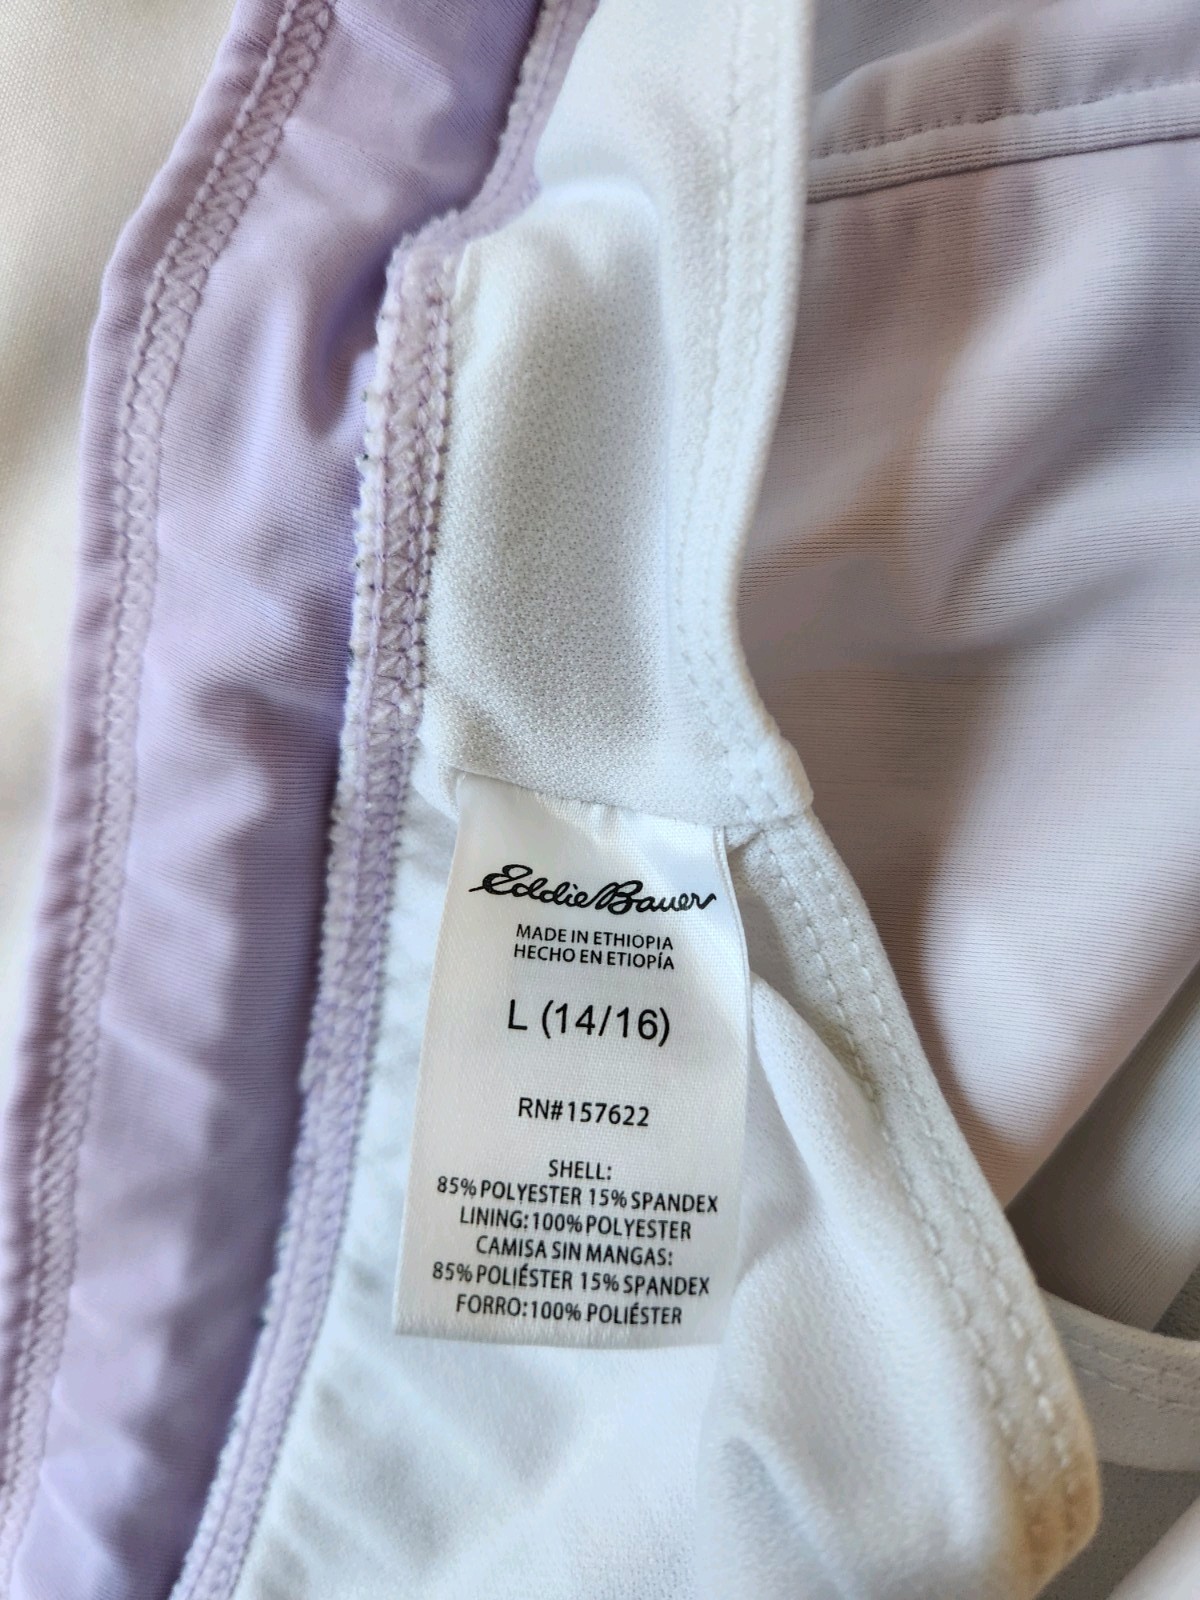 Eddie Bauer
MADE IN ETHIOPIA
HECHO EN ETIOPÍA
L (14/16)
RN#157622
SHELL:
85% POLYESTER 15% SPANDEX
LINING:100% POLYESTER
CAMISA SIN MANGAS:
85% POLIÉSTER 15% SPANDEX
FORRO:100% POLIÉSTER